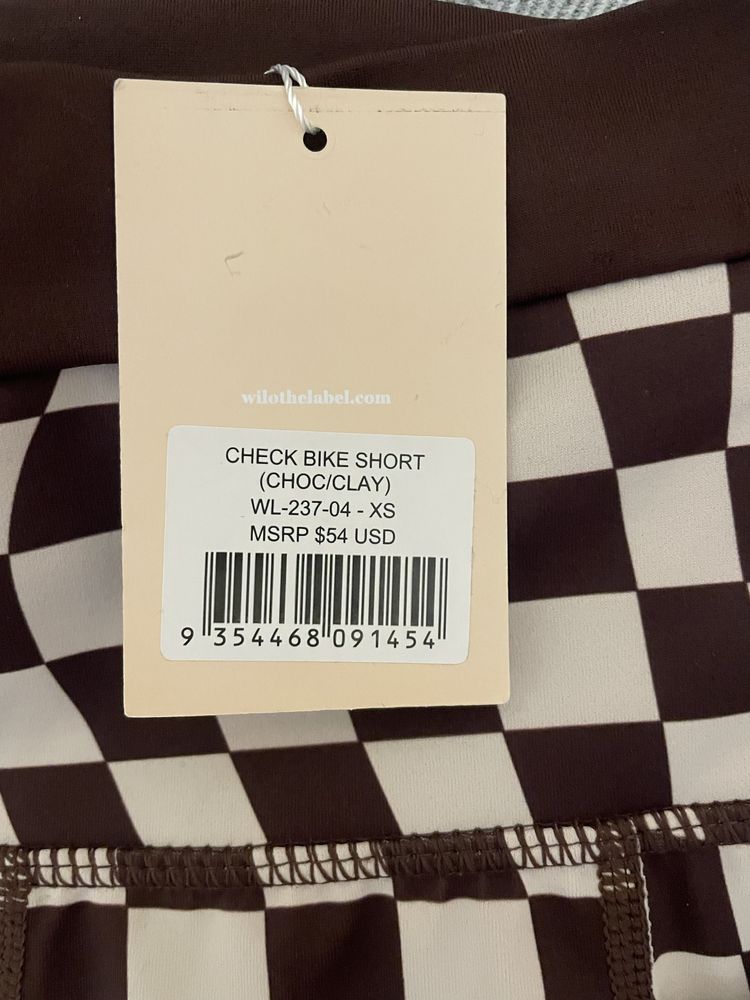 wilothelabel.com
CHECK BIKE SHORT
(CHOC/CLAY)
WL-237-04 - XS
MSRP $54 USD
9 354468 091454